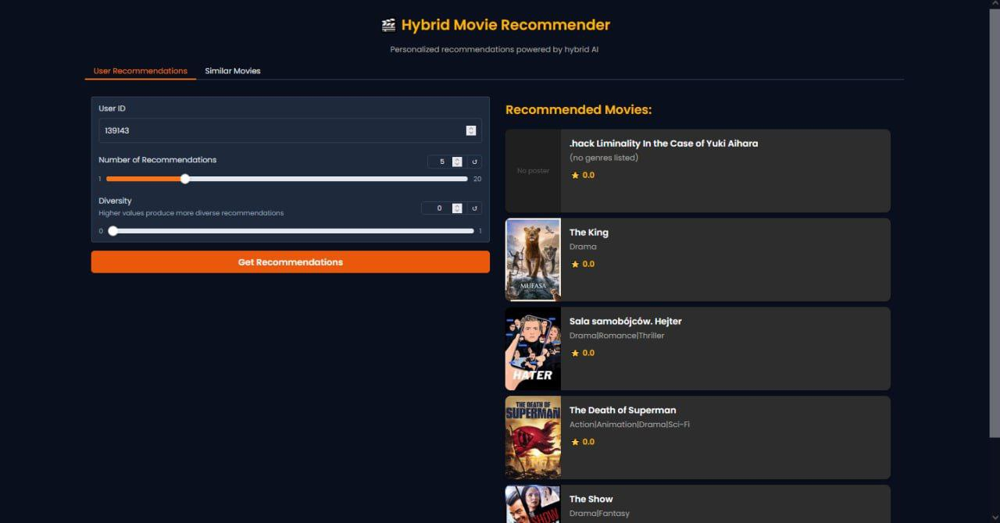 🎬 Hybrid Movie Recommender
Personalized recommendations powered by hybrid AI
User Recommendations
Similar Movies
User ID
139143
Number of Recommendations
5
↺
1
20
Diversity
Higher values produce more diverse recommendations
0
↺
0
1
Get Recommendations
Recommended Movies:
No poster
.hack Liminality In the Case of Yuki Aihara
(no genres listed)
★ 0.0
MUFASA
The King
Drama
★ 0.0
HATER
Sala samobójców. Hejter
Drama|Romance|Thriller
★ 0.0
THE DEATH OF
SUPERMAN
The Death of Superman
Action|Animation|Drama|Sci-Fi
★ 0.0
SHOW
The Show
Drama|Fantasy